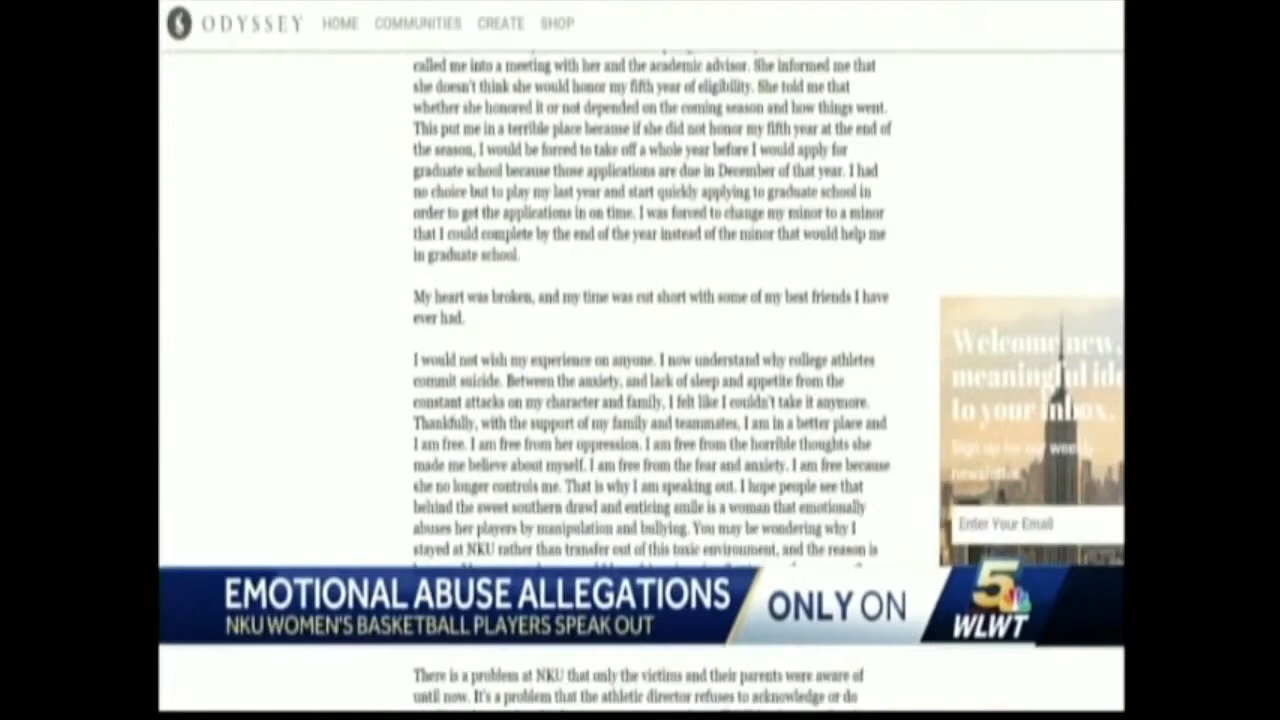 ODYSSEY HOME COMMUNITIES CREATE SHOP
called me into a meeting with her and the academic advisor. She informed me that
she doesn't think she would honor my fifth year of eligibility. She told me that
whether she honored it or not depended on the coming season and how things went.
This put me in a terrible place because if she did not honor my fifth year at the end of
the season, I would be forced to take off a whole year before I would apply for
graduate school because those applications are due in December of that year. I had
no choice but to play my last year and start quickly applying to graduate school in
order to get the applications in on time. I was forced to change my minor to a minor
that I could complete by the end of the year instead of the minor that would help me
in graduate school.
My heart was broken, and my time was cut short with some of my best friends I have
ever had.
I would not wish my experience on anyone. I now understand why college athletes
commit suicide. Between the anxiety, and lack of sleep and appetite from the
constant attacks on my character and family, I felt like I couldn't take it anymore.
Thankfully, with the support of my family and teammates, I am in a better place and
I am free. I am free from her oppression. I am free from the horrible thoughts she
made me believe about myself. I am free from the fear and anxiety. I am free because
she no longer controls me. That is why I am speaking out. I hope people see that
behind the sweet southern drawl and enticing smile is a woman that emotionally
abuses her players by manipulation and bullying. You may be wondering why I
stayed at NKU rather than transfer out of this toxic environment, and the reason is
Welcome new,
meaningful ide
to your inbox.
Sign up for our weekly
newsletter
Enter Your Email
EMOTIONAL ABUSE ALLEGATIONS
NKU WOMEN'S BASKETBALL PLAYERS SPEAK OUT
ONLY ON
5
WLWT
There is a problem at NKU that only the victims and their parents were aware of
until now. It's a problem that the athletic director refuses to acknowledge or do